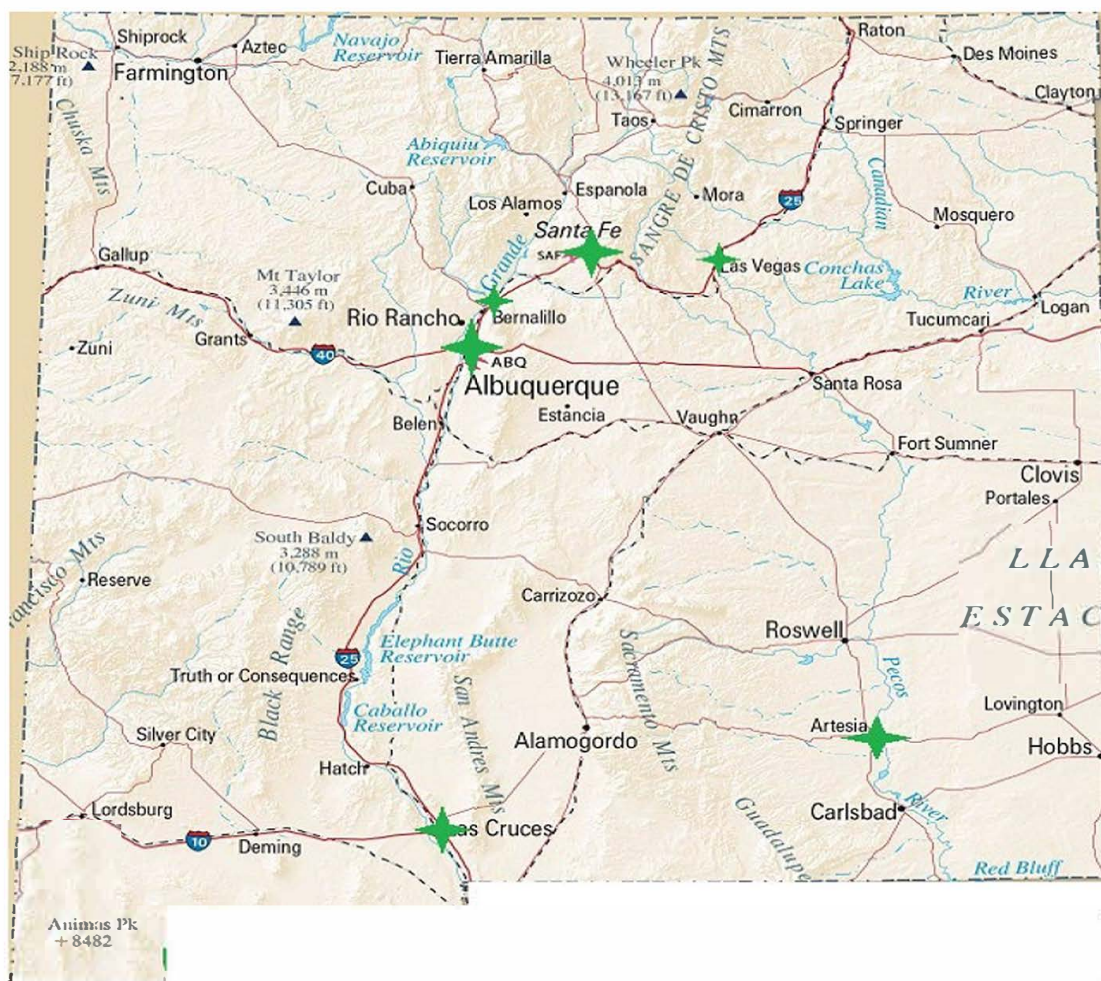 Raton
Shiprock
Aztec
Navajo
Reservoir
Ship Rock
2,188 m
7,177 ft)
Farmington
Tierra Amarilla
Wheeler Pk
4,013 m
(13,167 ft)
Des Moines
Clayton
Cimarron
Taos
Springer
Chuska Mts
Abiquiu
Reservoir
SANGRE DE CRISTO MTS
Canadian
Cuba
Espanola
Los Alamos
Mora
25
Mosquero
Santa Fe
SAF
Grande
Gallup
Las Vegas
Conchas
Lake
River
Mt Taylor
3,446 m
(11,305 ft)
Zuni Mts
Logan
Rio Rancho
Bernalillo
Tucumcari
Grants
Zuni
40
ABQ
Albuquerque
Santa Rosa
Estancia
Belen
Vaughn
Fort Sumner
Clovis
Portales
Socorro
South Baldy
3,288 m
(10,789 ft)
Rio
LLA
Francisco Mts
Reserve
Carrizozo
ESTAC
Black Range
Elephant Butte
Reservoir
Roswell
Sacramento Mts
25
Truth or Consequences
Pecos
San Andres Mts
Caballo
Reservoir
Lovington
Artesia
Silver City
Alamogordo
Hobbs
Hatch
Lordsburg
River
Carlsbad
Guadalupe
Las Cruces
10
Deming
Red Bluff
Animas Pk
+ 8482